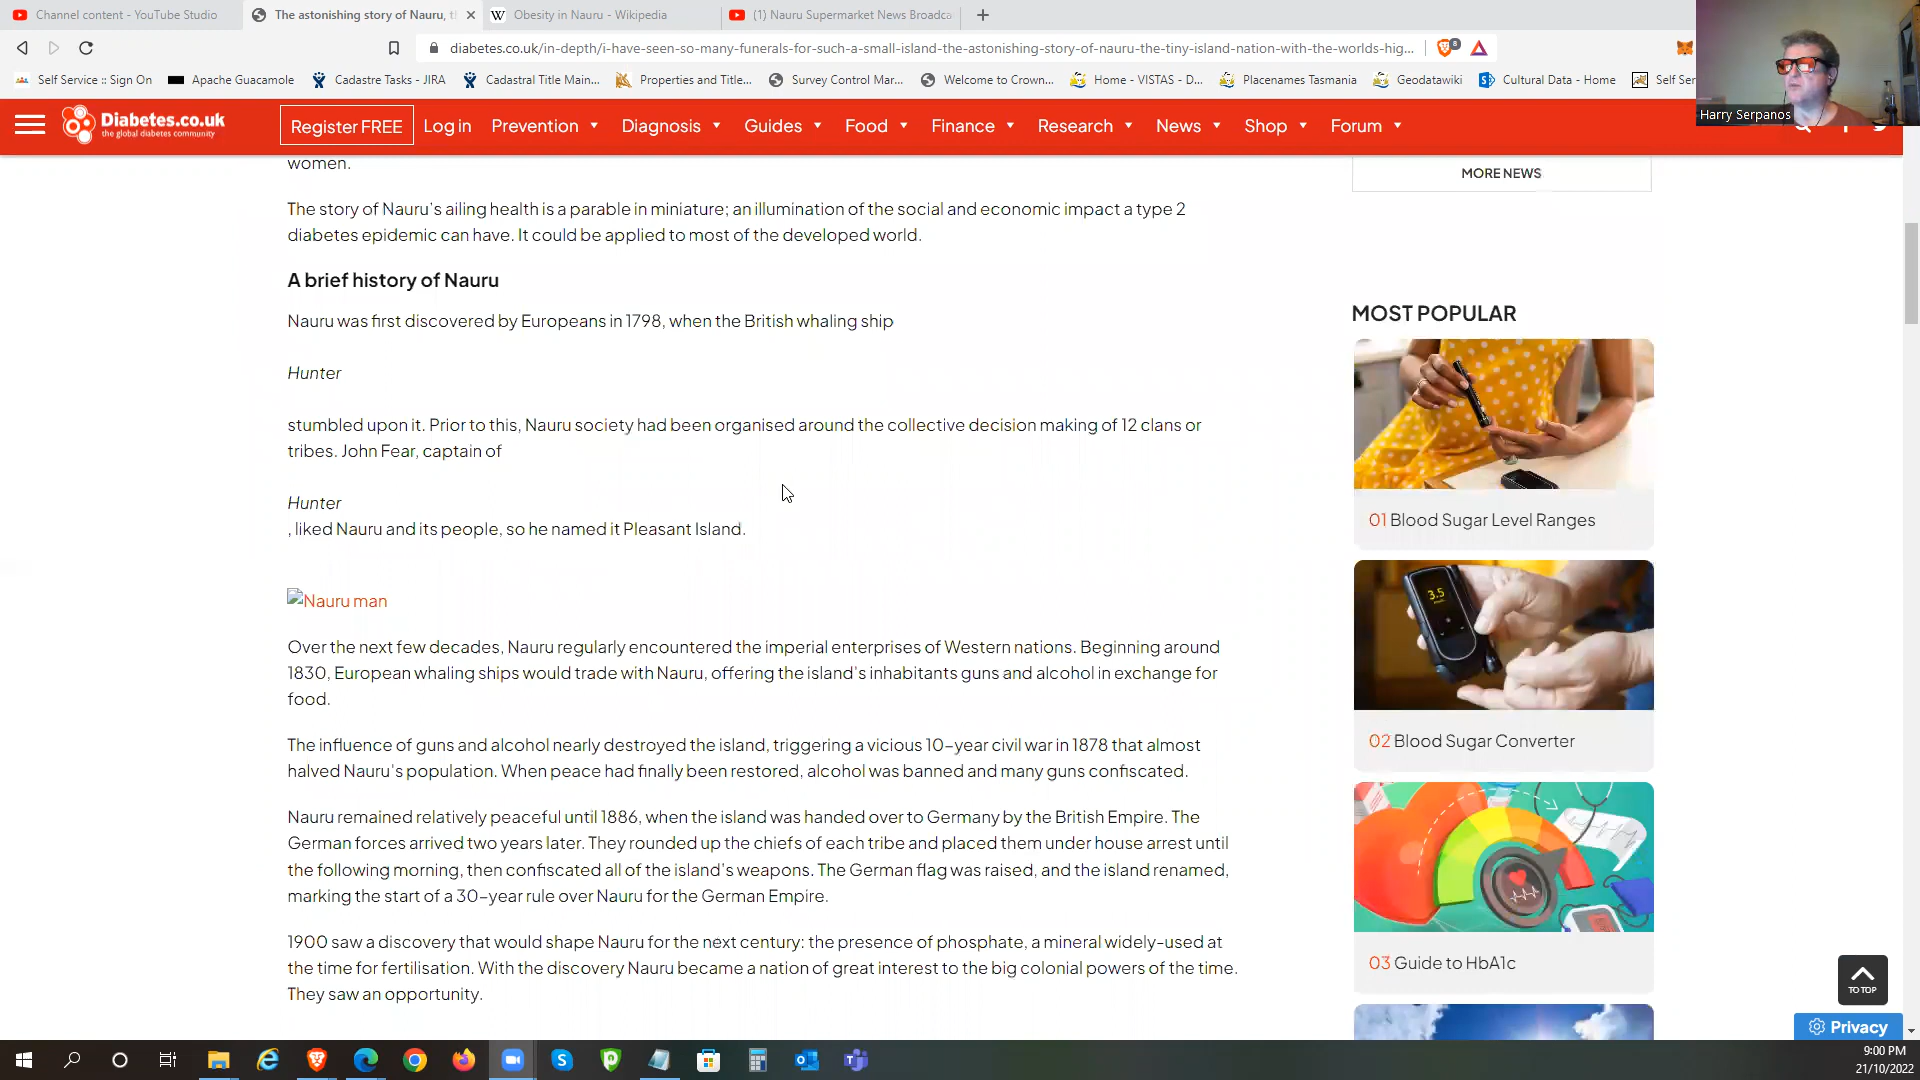 Channel content - YouTube Studio
The astonishing story of Nauru, t
Obesity in Nauru - Wikipedia
(1) Nauru Supermarket News Broadca
diabetes.co.uk/in-depth/i-have-seen-so-many-funerals-for-such-a-small-island-the-astonishing-story-of-nauru-the-tiny-island-nation-with-the-worlds-hig...
8
Self Service :: Sign On
Apache Guacamole
Cadastre Tasks - JIRA
Cadastral Title Main...
Properties and Title...
Survey Control Mar...
Welcome to Crown...
Home - VISTAS - D...
Placenames Tasmania
Geodatawiki
Cultural Data - Home
Self Ser
Harry Serpanos
Diabetes.co.uk
the global diabetes community
Register FREE
Log in
Prevention
Diagnosis
Guides
Food
Finance
Research
News
Shop
Forum
women.
The story of Nauru's ailing health is a parable in miniature; an illumination of the social and economic impact a type 2
diabetes epidemic can have. It could be applied to most of the developed world.
A brief history of Nauru
Nauru was first discovered by Europeans in 1798, when the British whaling ship
Hunter
stumbled upon it. Prior to this, Nauru society had been organised around the collective decision making of 12 clans or
tribes. John Fear, captain of
Hunter
, liked Nauru and its people, so he named it Pleasant Island.
Nauru man
Over the next few decades, Nauru regularly encountered the imperial enterprises of Western nations. Beginning around
1830, European whaling ships would trade with Nauru, offering the island's inhabitants guns and alcohol in exchange for
food.
The influence of guns and alcohol nearly destroyed the island, triggering a vicious 10-year civil war in 1878 that almost
halved Nauru's population. When peace had finally been restored, alcohol was banned and many guns confiscated.
Nauru remained relatively peaceful until 1886, when the island was handed over to Germany by the British Empire. The
German forces arrived two years later. They rounded up the chiefs of each tribe and placed them under house arrest until
the following morning, then confiscated all of the island's weapons. The German flag was raised, and the island renamed,
marking the start of a 30-year rule over Nauru for the German Empire.
1900 saw a discovery that would shape Nauru for the next century: the presence of phosphate, a mineral widely-used at
the time for fertilisation. With the discovery Nauru became a nation of great interest to the big colonial powers of the time.
They saw an opportunity.
MORE NEWS
MOST POPULAR
01 Blood Sugar Level Ranges
3.5
02 Blood Sugar Converter
03 Guide to HbA1c
TO TOP
Privacy
9:00 PM
21/10/2022